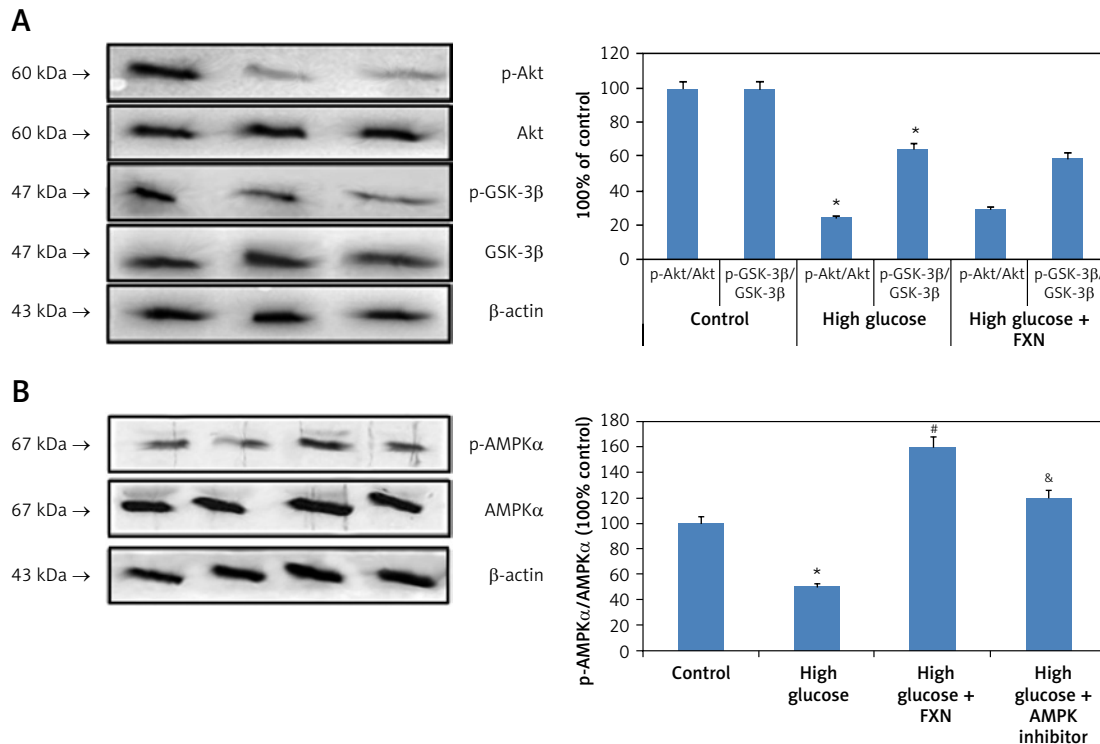 A
60 kDa → p-Akt
60 kDa → Akt
47 kDa → p-GSK-3β
47 kDa → GSK-3β
43 kDa → β-actin
100% of control
120
100
80
60
40
20
0
p-Akt/Akt p-GSK-3β/ p-Akt/Akt p-GSK-3β/ p-Akt/Akt p-GSK-3β/
GSK-3β GSK-3β GSK-3β
Control High glucose High glucose +
FXN
*
*
B
67 kDa → p-AMPKα
67 kDa → AMPKα
43 kDa → β-actin
p-AMPKα/AMPKα (100% control)
180
160
140
120
100
80
60
40
20
0
*
#
&
Control High High High
glucose glucose + glucose +
FXN AMPK
inhibitor